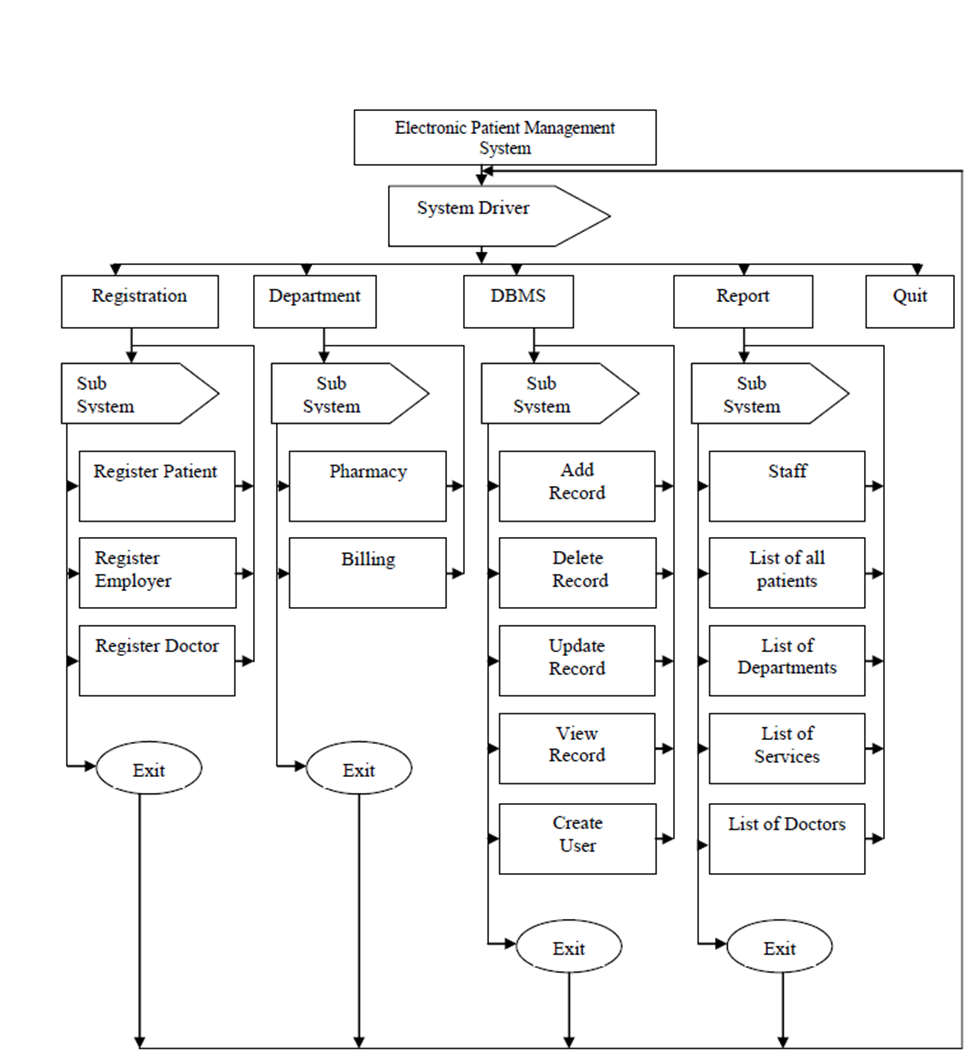 Electronic Patient Management
System
System Driver
Registration
Department
DBMS
Report
Quit
Sub
System
Sub
System
Sub
System
Sub
System
Register Patient
Pharmacy
Add
Record
Staff
Register
Employer
Billing
Delete
Record
List of all
patients
Register Doctor
Update
Record
List of
Departments
View
Record
List of
Services
Exit
Exit
Create
User
List of Doctors
Exit
Exit